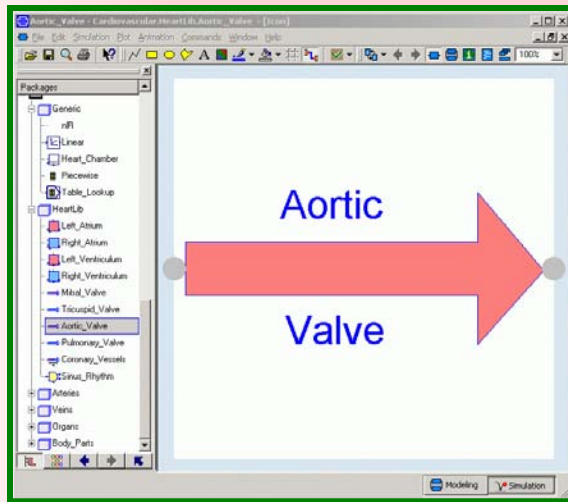 Aortic_Valve - Cardiovascular.HeartLib.Aortic_Valve - [Icon]
File Edit Simulation Plot Animation Commands Window Help
100%
Packages
Generic
nlR
Linear
Heart_Chamber
Piecewise
Table_Lookup
HeartLib
Left_Atrium
Right_Atrium
Left_Ventriculum
Right_Ventriculum
Mitral_Valve
Tricuspid_Valve
Aortic_Valve
Pulmonary_Valve
Coronary_Vessels
Sinus_Rhythm
Arteries
Veins
Organs
Body_Parts
Aortic
Valve
Modeling
Simulation